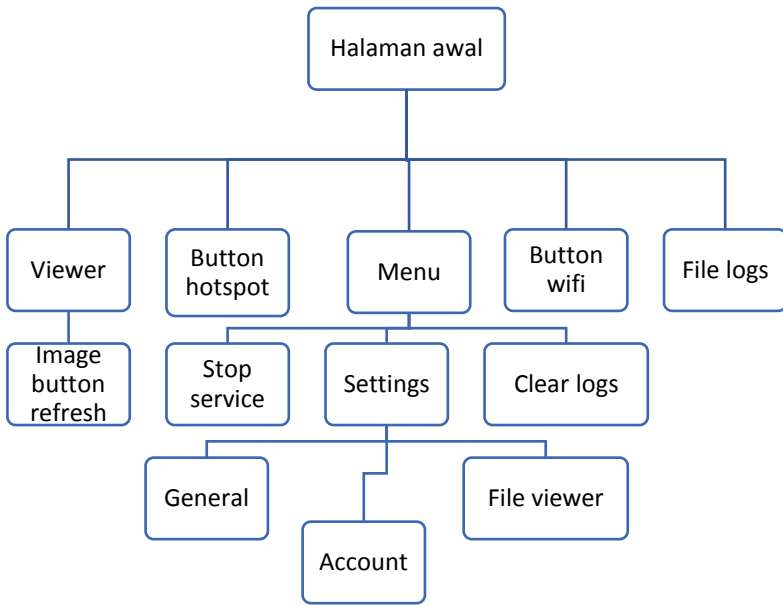 Halaman awal
Viewer
Button
hotspot
Menu
Button
wifi
File logs
Image
button
refresh
Stop
service
Settings
Clear logs
General
File viewer
Account